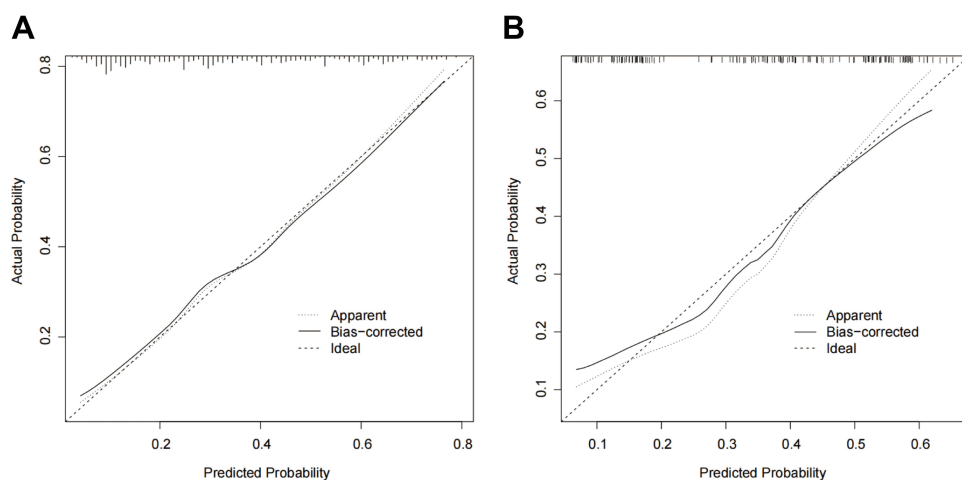 A
Actual Probability
0.8
0.6
0.4
0.2
Apparent
Bias-corrected
Ideal
0.2 0.4 0.6 0.8
Predicted Probability
B
Actual Probability
0.6
0.5
0.4
0.3
0.2
0.1
Apparent
Bias-corrected
Ideal
0.1 0.2 0.3 0.4 0.5 0.6
Predicted Probability